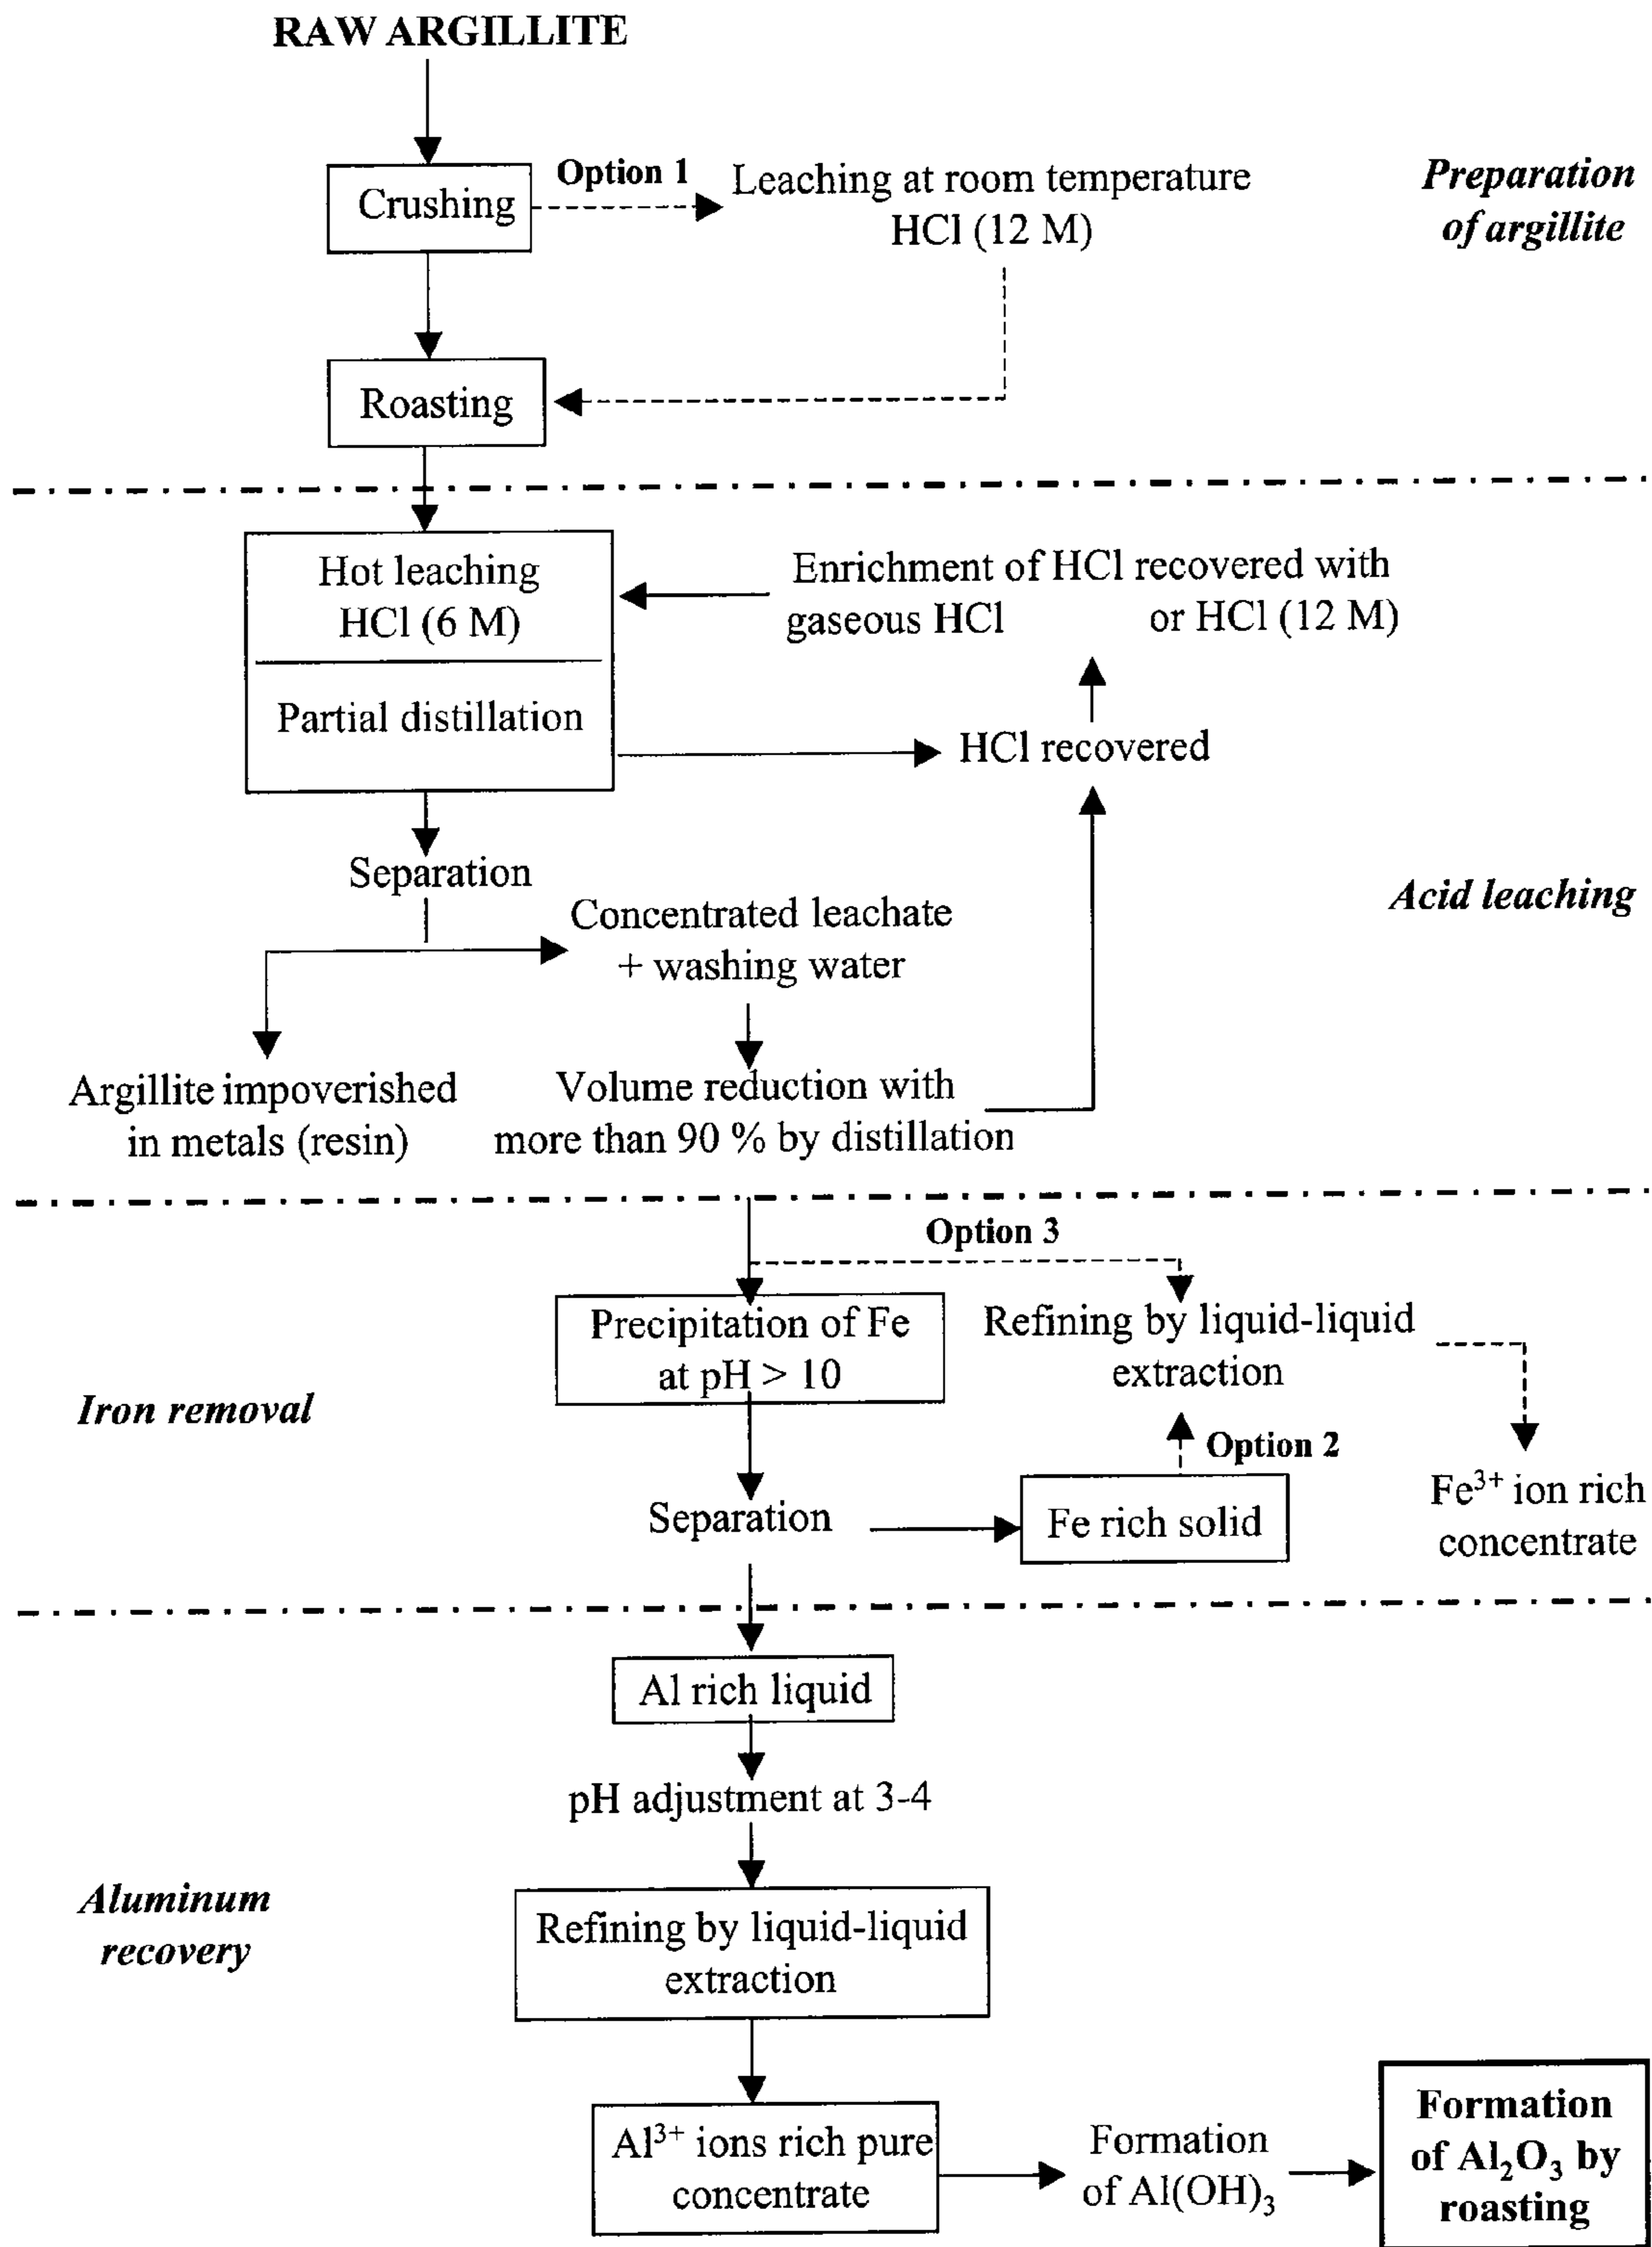 RAW ARGILLITE
Crushing
Option 1
Leaching at room temperature
HCl (12 M)
Preparation
of argillite
Roasting
Hot leaching
HCl (6 M)
Partial distillation
Enrichment of HCl recovered with
gaseous HCl or HCl (12 M)
HCl recovered
Separation
Concentrated leachate
+ washing water
Acid leaching
Argillite impoverished
in metals (resin)
Volume reduction with
more than 90 % by distillation
Option 3
Precipitation of Fe
at pH > 10
Refining by liquid-liquid
extraction
Iron removal
Option 2
Separation
Fe rich solid
Fe³⁺ ion rich
concentrate
Al rich liquid
pH adjustment at 3-4
Aluminum
recovery
Refining by liquid-liquid
extraction
Al³⁺ ions rich pure
concentrate
Formation
of Al(OH)₃
Formation
of Al₂O₃ by
roasting